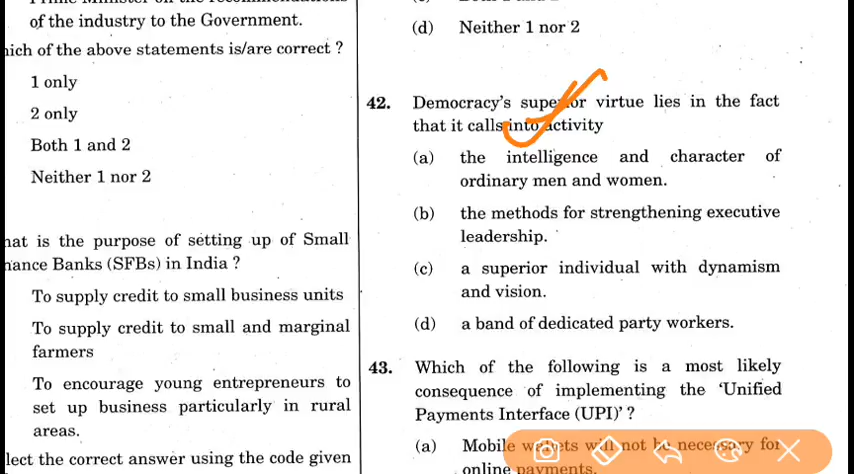 of the industry to the Government.
ich of the above statements is/are correct ?
1 only
2 only
Both 1 and 2
Neither 1 nor 2
at is the purpose of setting up of Small
ance Banks (SFBs) in India ?
To supply credit to small business units
To supply credit to small and marginal
farmers
To encourage young entrepreneurs to
set up business particularly in rural
areas.
lect the correct answer using the code given
(d) Neither 1 nor 2
42. Democracy's superior virtue lies in the fact
that it calls into activity
(a) the intelligence and character of
ordinary men and women.
(b) the methods for strengthening executive
leadership.
(c) a superior individual with dynamism
and vision.
(d) a band of dedicated party workers.
43. Which of the following is a most likely
consequence of implementing the 'Unified
Payments Interface (UPI)' ?
(a) Mobile wallets will not be necessary for
online payments.